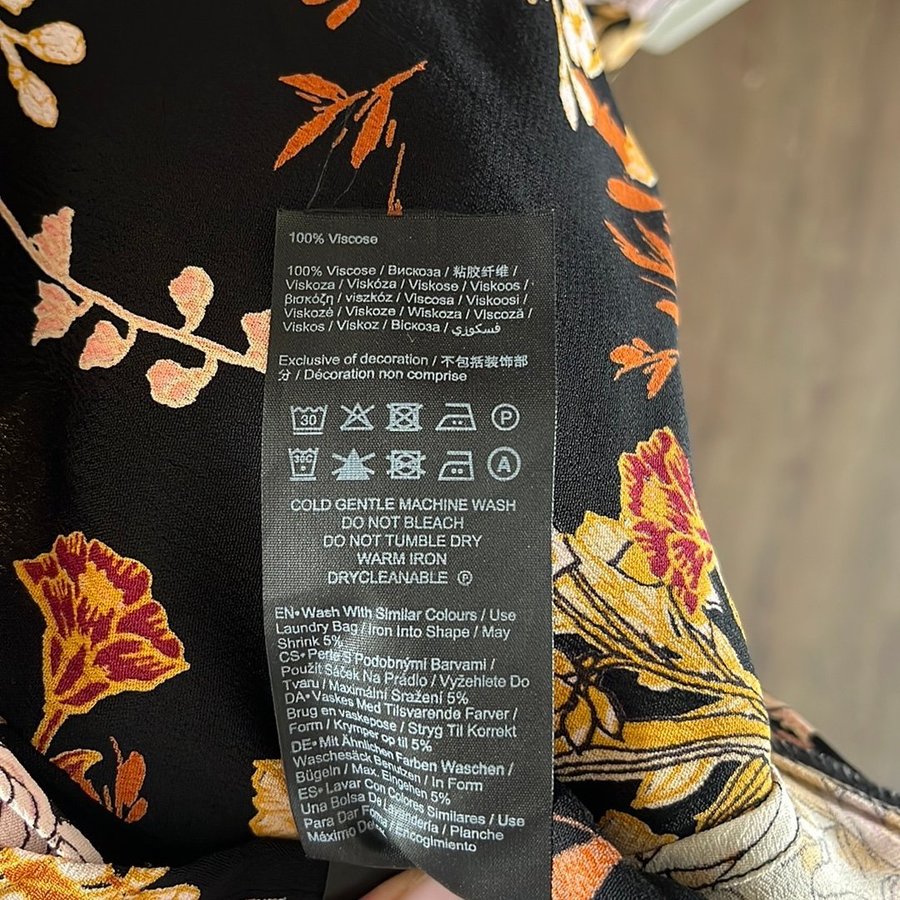 100% Viscose
100% Viscose / Вискоза / 粘胶纤维 /
Viskoza / Viskóza / Viskose / Viskoos /
βισκόζη / viszkóz / Viscosa / Viskoosi /
Viskozé / Viskoze / Wiskoza / Viscoză /
Viskos / Viskoz / Віскоза / فسكوزي
Exclusive of decoration / 不包括装饰部
分 / Décoration non comprise
30 P
30C A
COLD GENTLE MACHINE WASH
DO NOT BLEACH
DO NOT TUMBLE DRY
WARM IRON
DRYCLEANABLE Ⓟ
EN•Wash With Similar Colours / Use
Laundry Bag / Iron Into Shape / May
Shrink 5%
CS•Perte S Podobnými Barvami /
Použit Sáček Na Prádlo / Vyžehlete Do
Tvaru / Maximální Sražení 5%
DA•Vaskes Med Tilsvarende Farver /
Brug en vaskepose / Stryg Til Korrekt
Form / Krymper op til 5%
DE•Mit Ähnlichen Farben Waschen /
Waschesäck Benutzen / In Form
Bügeln / Max. Eingehen 5%
ES•Lavar Con Colores Similares / Use
Una Bolsa De Lavandería / Planche
Para Dar Forma /
Máximo De / Encogimiento